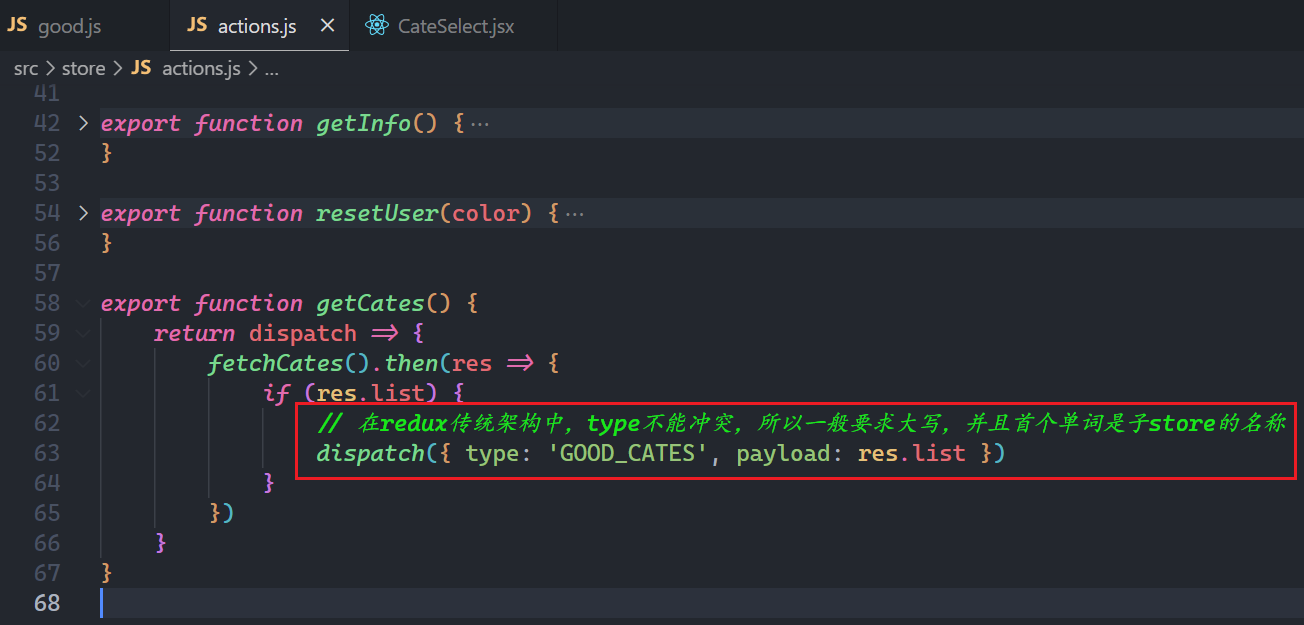 JS good.js JS actions.js × CateSelect.jsx
src > store > JS actions.js > ...
41
42 > export function getInfo() { ···
52 }
53
54 > export function resetUser(color) { ···
56 }
57
58 export function getCates() {
59 return dispatch => {
60 fetchCates().then(res => {
61 if (res.list) {
62 // 在redux传统架构中，type不能冲突，所以一般要求大写，并且首个单词是子store的名称
63 dispatch({ type: 'GOOD_CATES', payload: res.list })
64 }
65 })
66 }
67 }
68